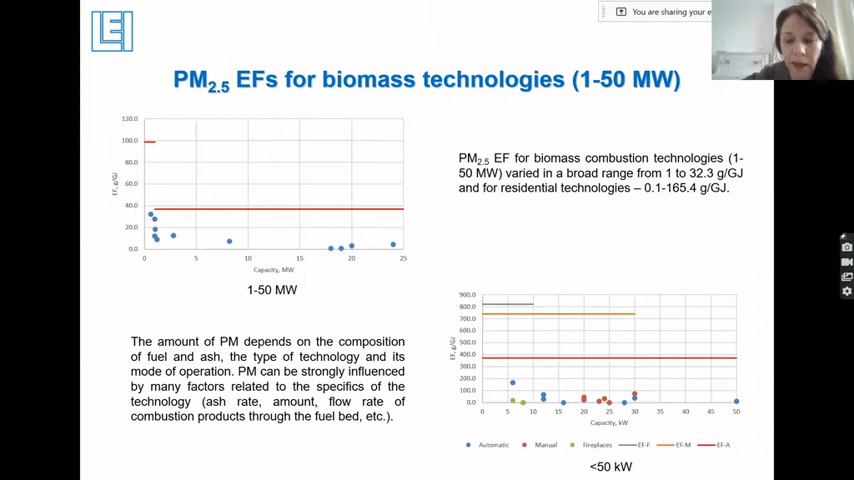 LEI
You are sharing your e
PM2.5 EFs for biomass technologies (1-50 MW)
120.0
100.0
80.0
60.0
40.0
20.0
0.0
EF, g/GJ
0 5 10 15 20 25
Capacity, MW
1-50 MW
PM2.5 EF for biomass combustion technologies (1-
50 MW) varied in a broad range from 1 to 32.3 g/GJ
and for residential technologies – 0.1-165.4 g/GJ.
The amount of PM depends on the composition
of fuel and ash, the type of technology and its
mode of operation. PM can be strongly influenced
by many factors related to the specifics of the
technology (ash rate, amount, flow rate of
combustion products through the fuel bed, etc.).
900.0
800.0
700.0
600.0
500.0
400.0
300.0
200.0
100.0
0.0
EF, g/GJ
0 5 10 15 20 25 30 35 40 45 50
Capacity, kW
Automatic Manual Fireplaces EF-F EF-M EF-A
<50 kW